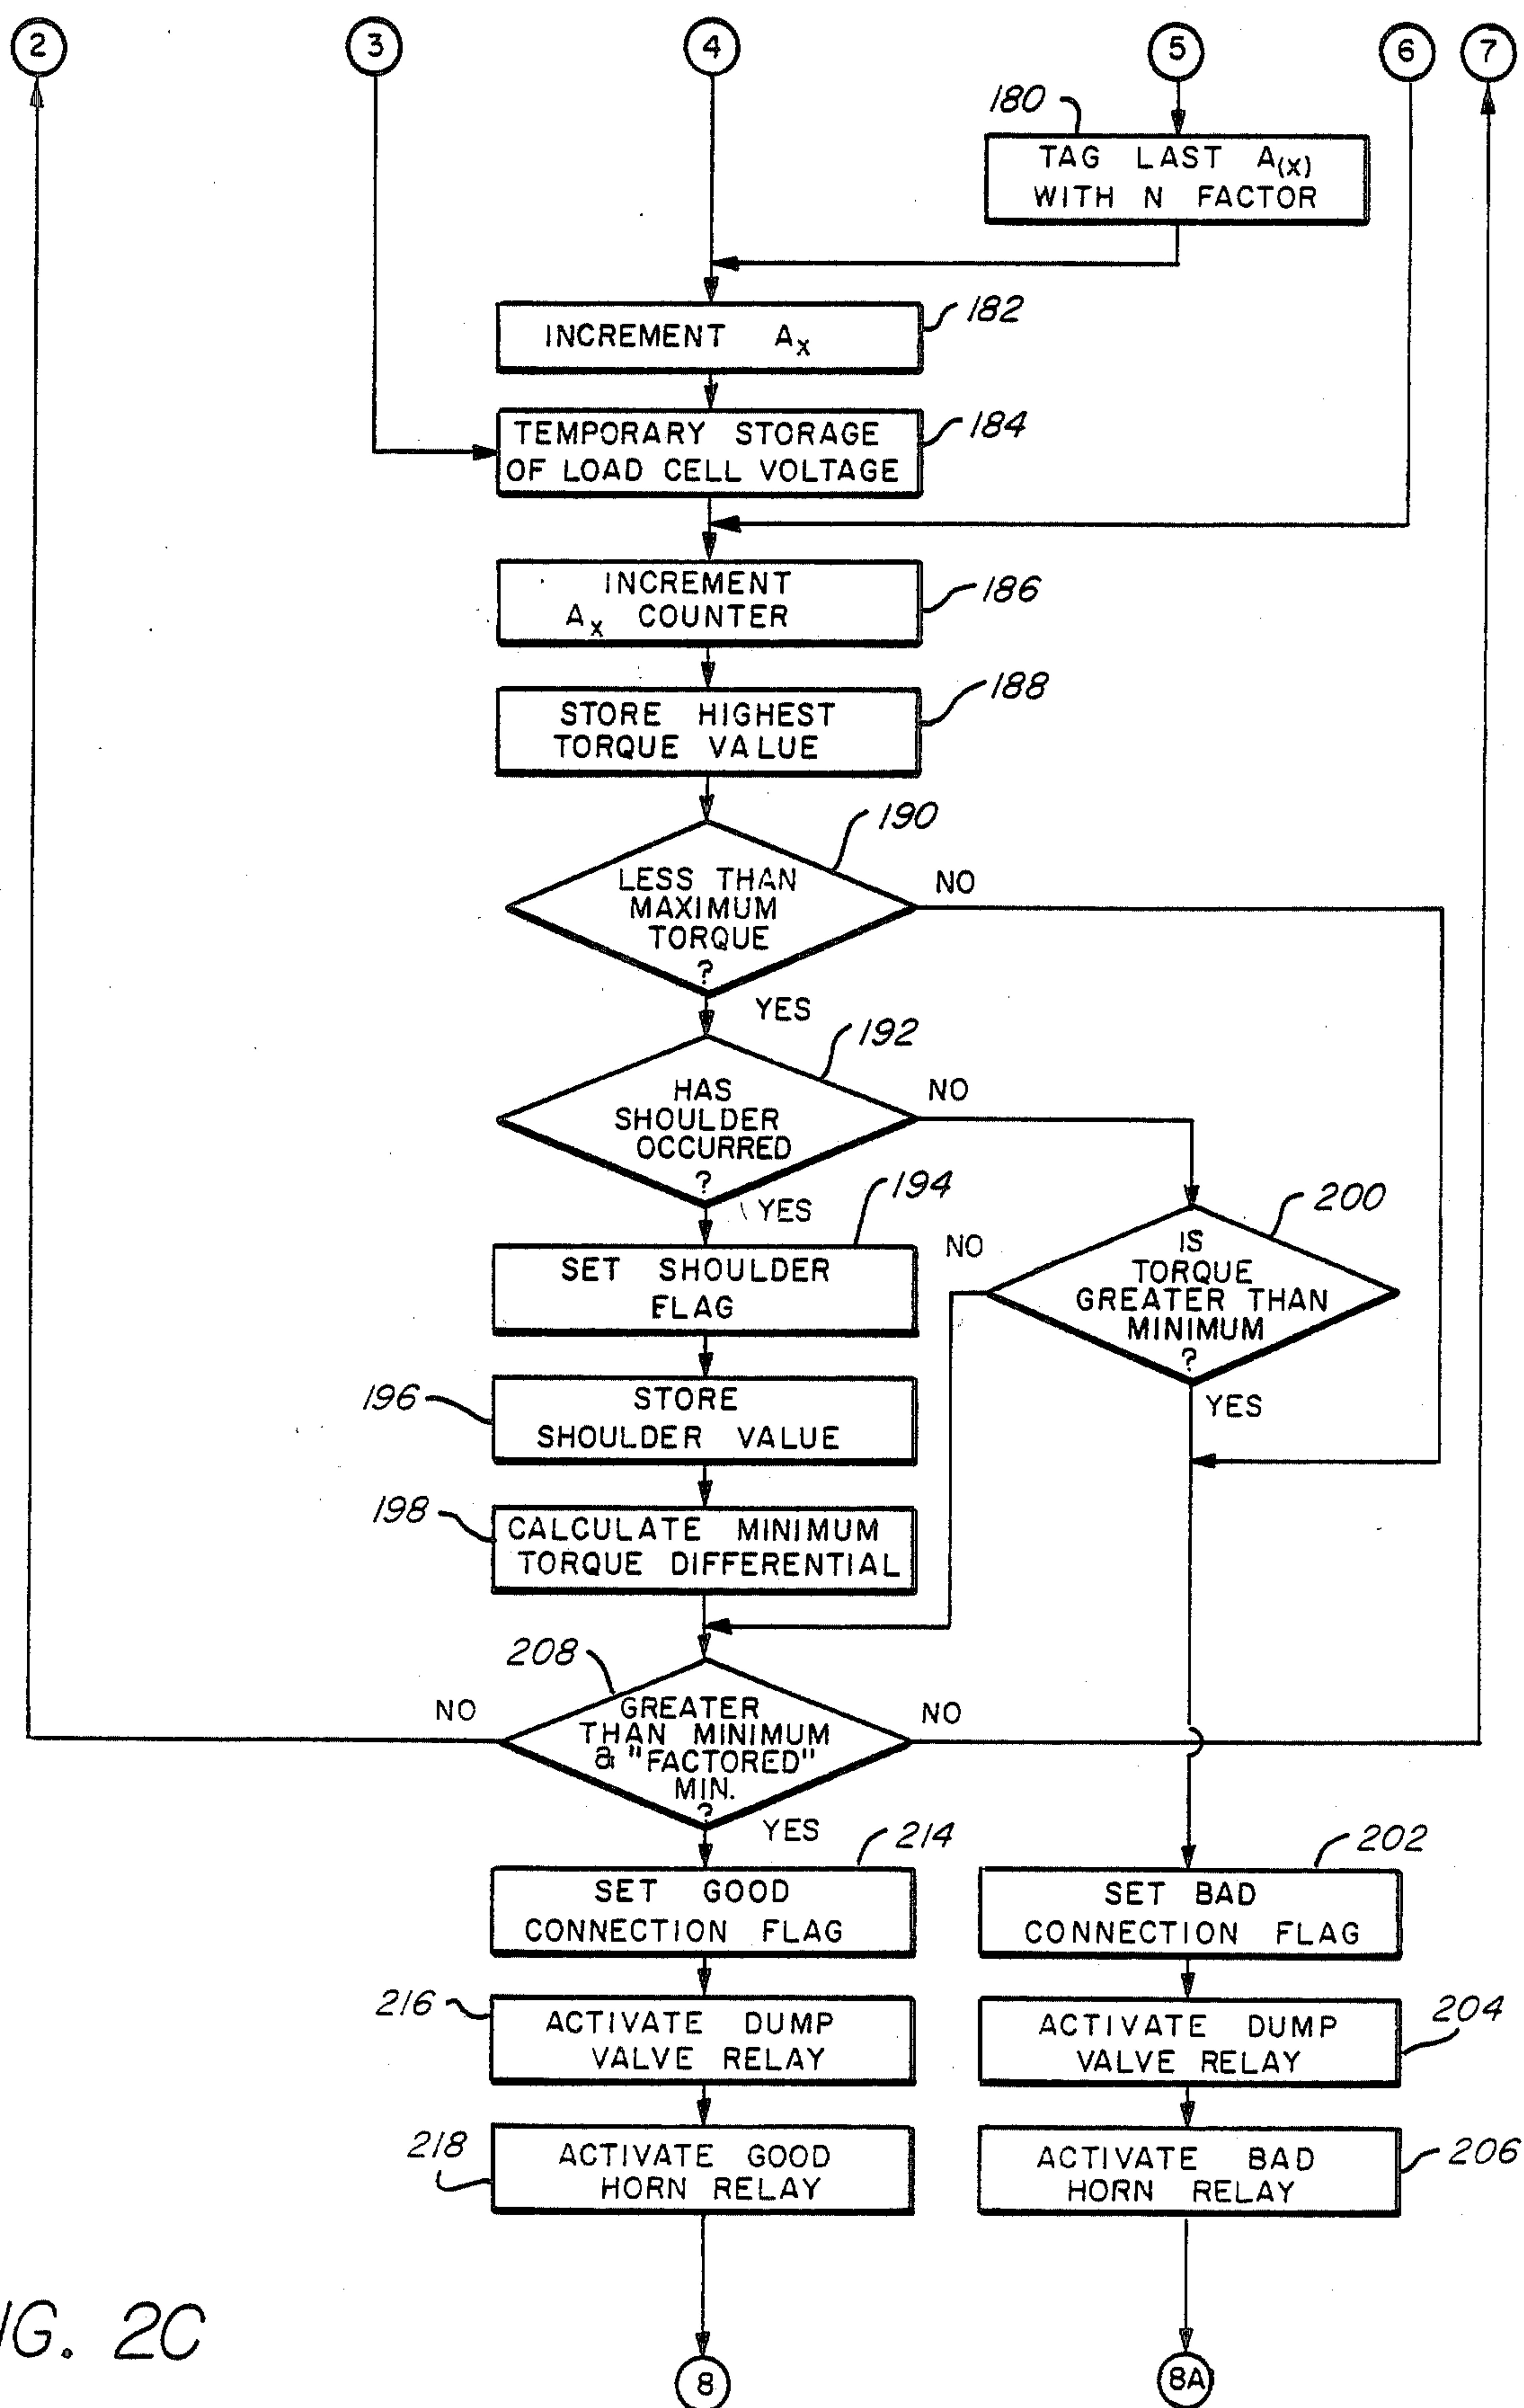 2
3
4
5
6
7
180
TAG LAST A(X)
WITH N FACTOR
INCREMENT AX
182
TEMPORARY STORAGE
OF LOAD CELL VOLTAGE
184
INCREMENT
AX COUNTER
186
STORE HIGHEST
TORQUE VALUE
188
190
LESS THAN
MAXIMUM
TORQUE
?
NO
YES
192
HAS
SHOULDER
OCCURRED
?
NO
YES
194
SET SHOULDER
FLAG
200
IS
TORQUE
GREATER THAN
MINIMUM
?
NO
YES
196
STORE
SHOULDER VALUE
198
CALCULATE MINIMUM
TORQUE DIFFERENTIAL
208
GREATER
THAN MINIMUM
& "FACTORED"
MIN.
?
NO
NO
YES
214
SET GOOD
CONNECTION FLAG
202
SET BAD
CONNECTION FLAG
216
ACTIVATE DUMP
VALVE RELAY
204
ACTIVATE DUMP
VALVE RELAY
218
ACTIVATE GOOD
HORN RELAY
206
ACTIVATE BAD
HORN RELAY
8
8A
IG. 2C